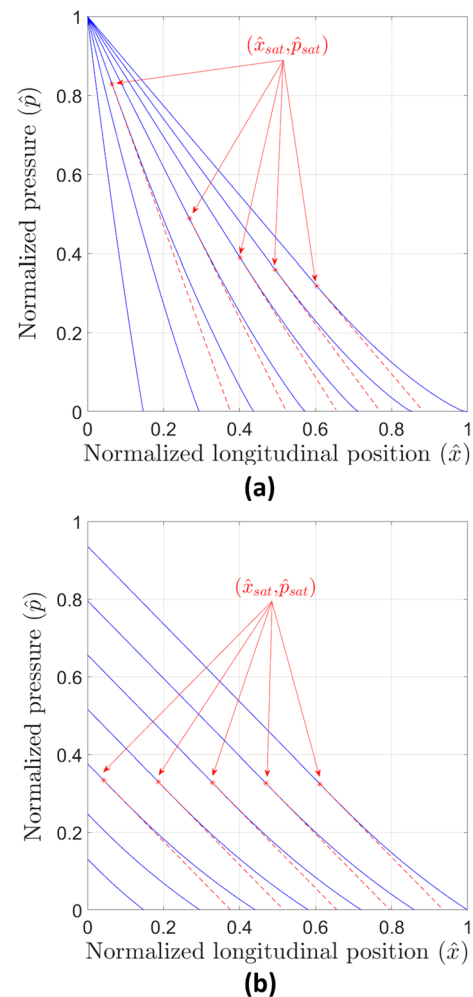 (x̂sat,p̂sat)
Normalized pressure (p̂)
1
0.8
0.6
0.4
0.2
0
0 0.2 0.4 0.6 0.8 1
Normalized longitudinal position (x̂)
(a)
(x̂sat,p̂sat)
Normalized pressure (p̂)
1
0.8
0.6
0.4
0.2
0
0 0.2 0.4 0.6 0.8 1
Normalized longitudinal position (x̂)
(b)